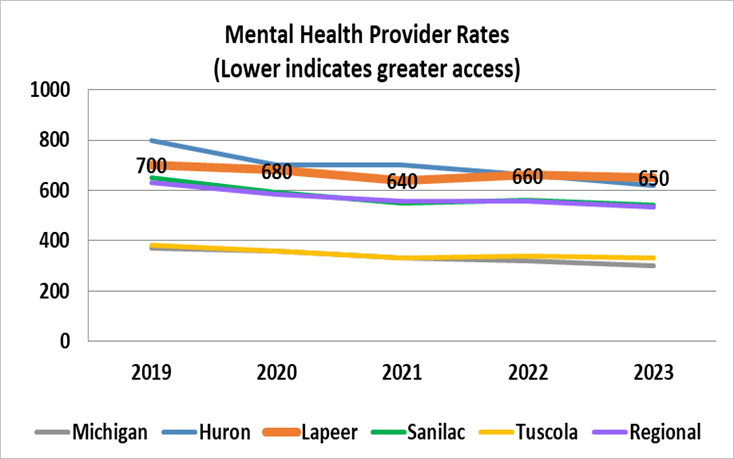 Mental Health Provider Rates
(Lower indicates greater access)
1000
800
600
400
200
0
700
680
640
660
650
2019 2020 2021 2022 2023
Michigan Huron Lapeer Sanilac Tuscola Regional